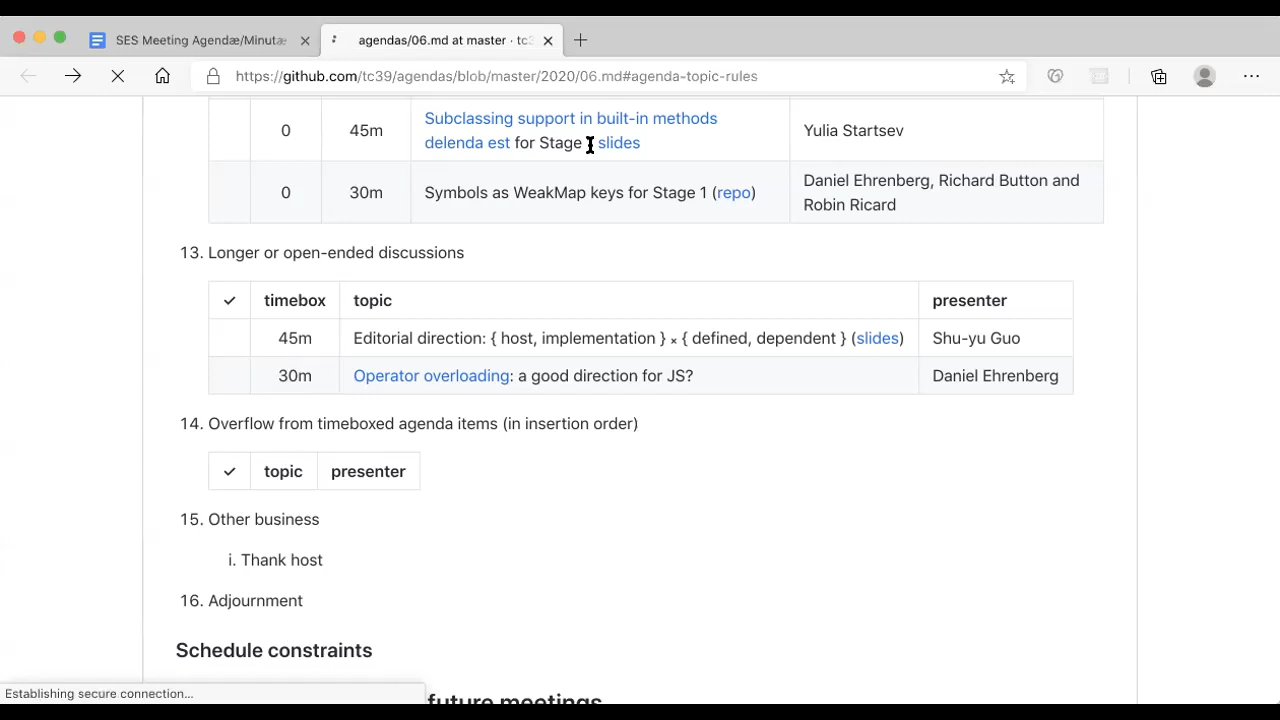 SES Meeting Agendæ/Minutæ
agendas/06.md at master · tc3
https://github.com/tc39/agendas/blob/master/2020/06.md#agenda-topic-rules
0 45m Subclassing support in built-in methods delenda est for Stage slides Yulia Startsev
0 30m Symbols as WeakMap keys for Stage 1 (repo) Daniel Ehrenberg, Richard Button and Robin Ricard
13. Longer or open-ended discussions
✓ timebox topic presenter
45m Editorial direction: { host, implementation } × { defined, dependent } (slides) Shu-yu Guo
30m Operator overloading: a good direction for JS? Daniel Ehrenberg
14. Overflow from timeboxed agenda items (in insertion order)
✓ topic presenter
15. Other business
i. Thank host
16. Adjournment
Schedule constraints
future meetings
Establishing secure connection...